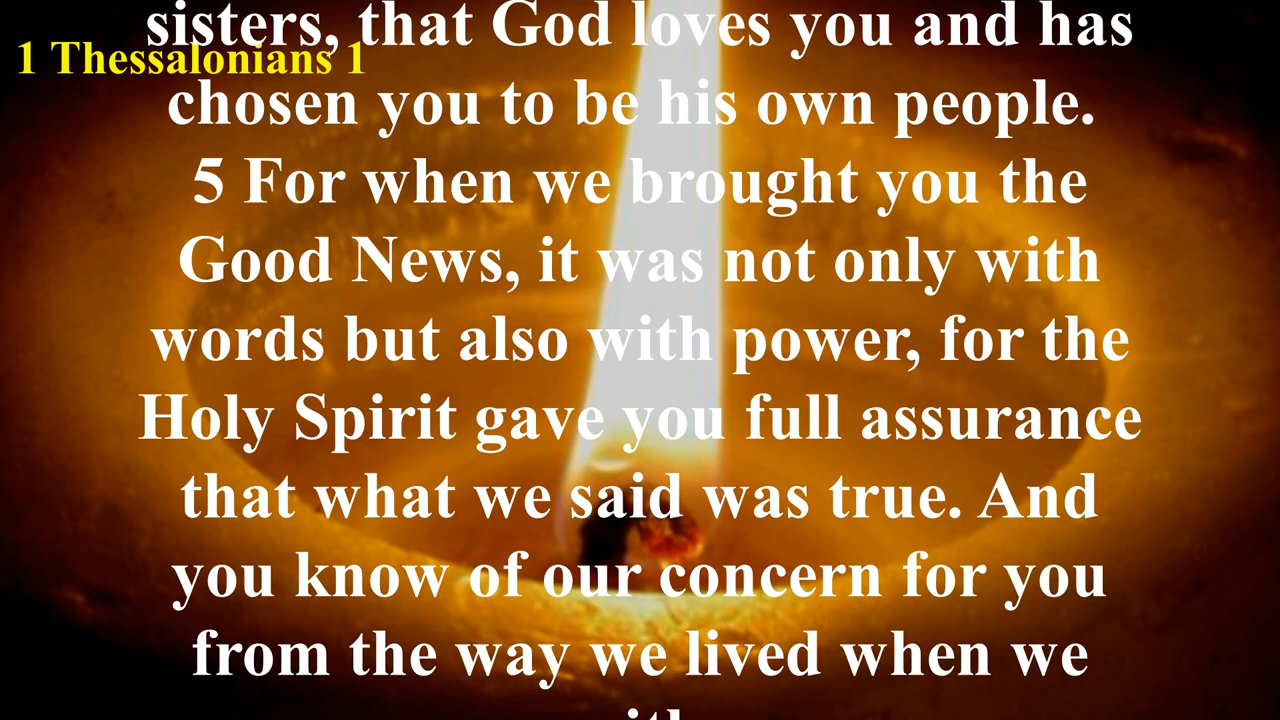 sisters, that God loves you and has
1 Thessalonians 1
chosen you to be his own people.
5 For when we brought you the
Good News, it was not only with
words but also with power, for the
Holy Spirit gave you full assurance
that what we said was true. And
you know of our concern for you
from the way we lived when we